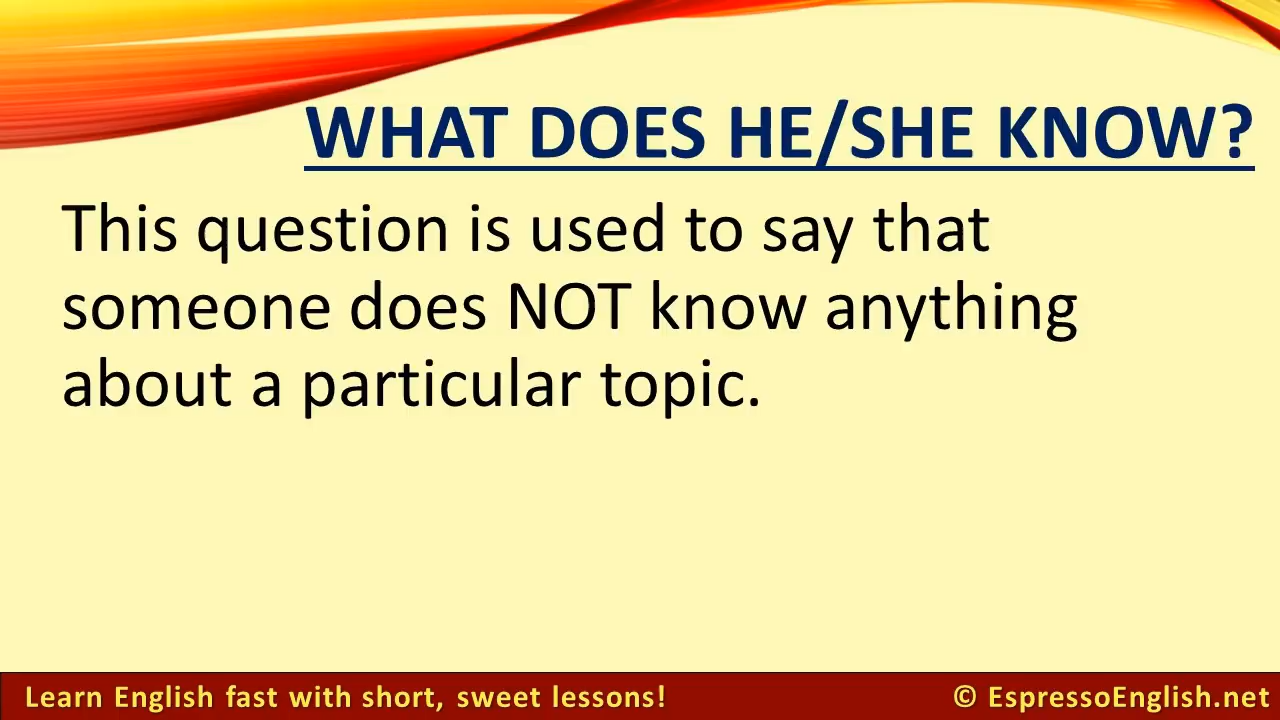 WHAT DOES HE/SHE KNOW?
This question is used to say that
someone does NOT know anything
about a particular topic.
Learn English fast with short, sweet lessons!
© EspressoEnglish.net